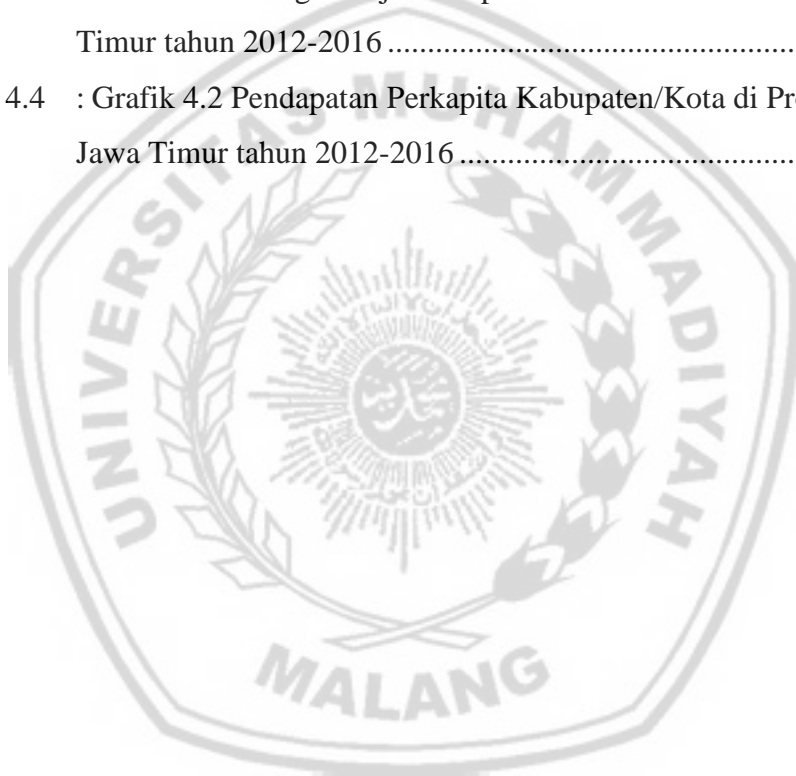 Timur tahun 2012-2016 ................................................
4.4 : Grafik 4.2 Pendapatan Perkapita Kabupaten/Kota di Pr
Jawa Timur tahun 2012-2016 ................................................
UNIVERSITAS MUHAMMADIYAH
MALANG